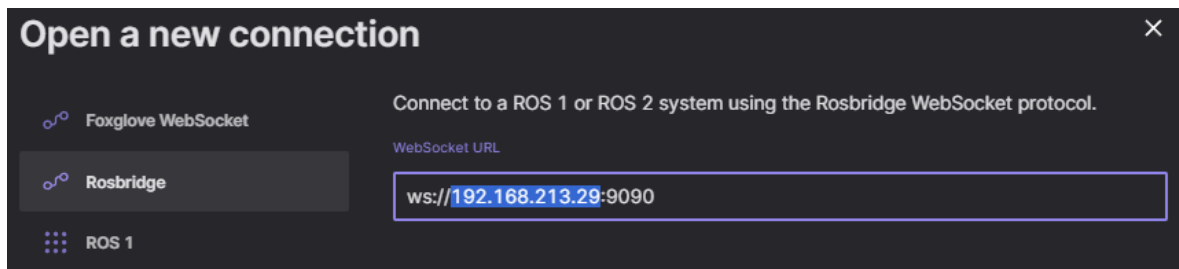 Open a new connection
Foxglove WebSocket
Rosbridge
ROS 1
Connect to a ROS 1 or ROS 2 system using the Rosbridge WebSocket protocol.
WebSocket URL
ws://192.168.213.29:9090